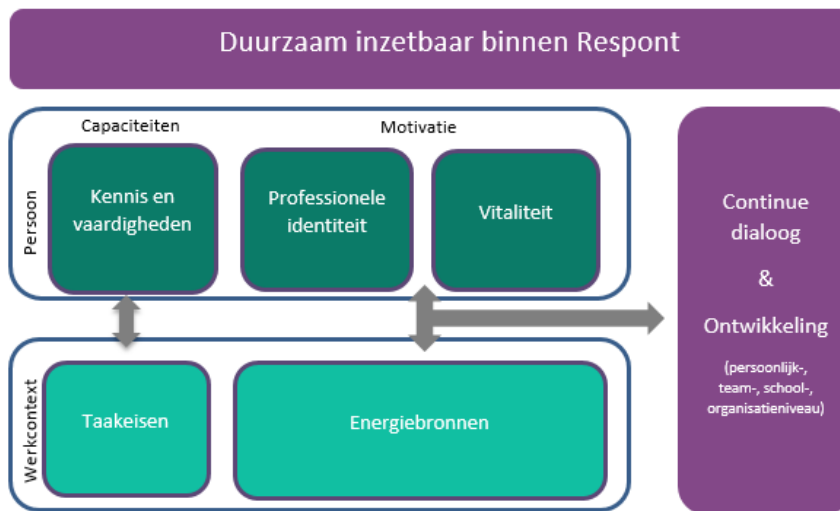 Duurzaam inzetbaar binnen Respont
Capaciteiten
Motivatie
Persoon
Kennis en
vaardigheden
Professionele
identiteit
Vitaliteit
Werkcontext
Taakeisen
Energiebronnen
Continue
dialoog
&
Ontwikkeling
(persoonlijk-,
team-, school-,
organisatieniveau)